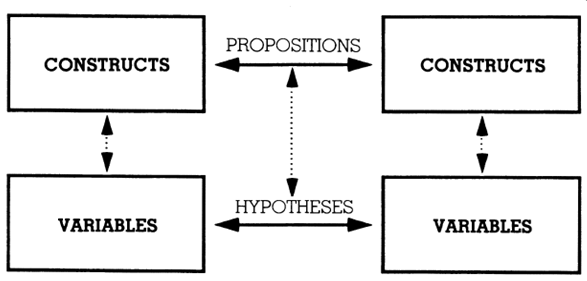 PROPOSITIONS
CONSTRUCTS
CONSTRUCTS
HYPOTHESES
VARIABLES
VARIABLES